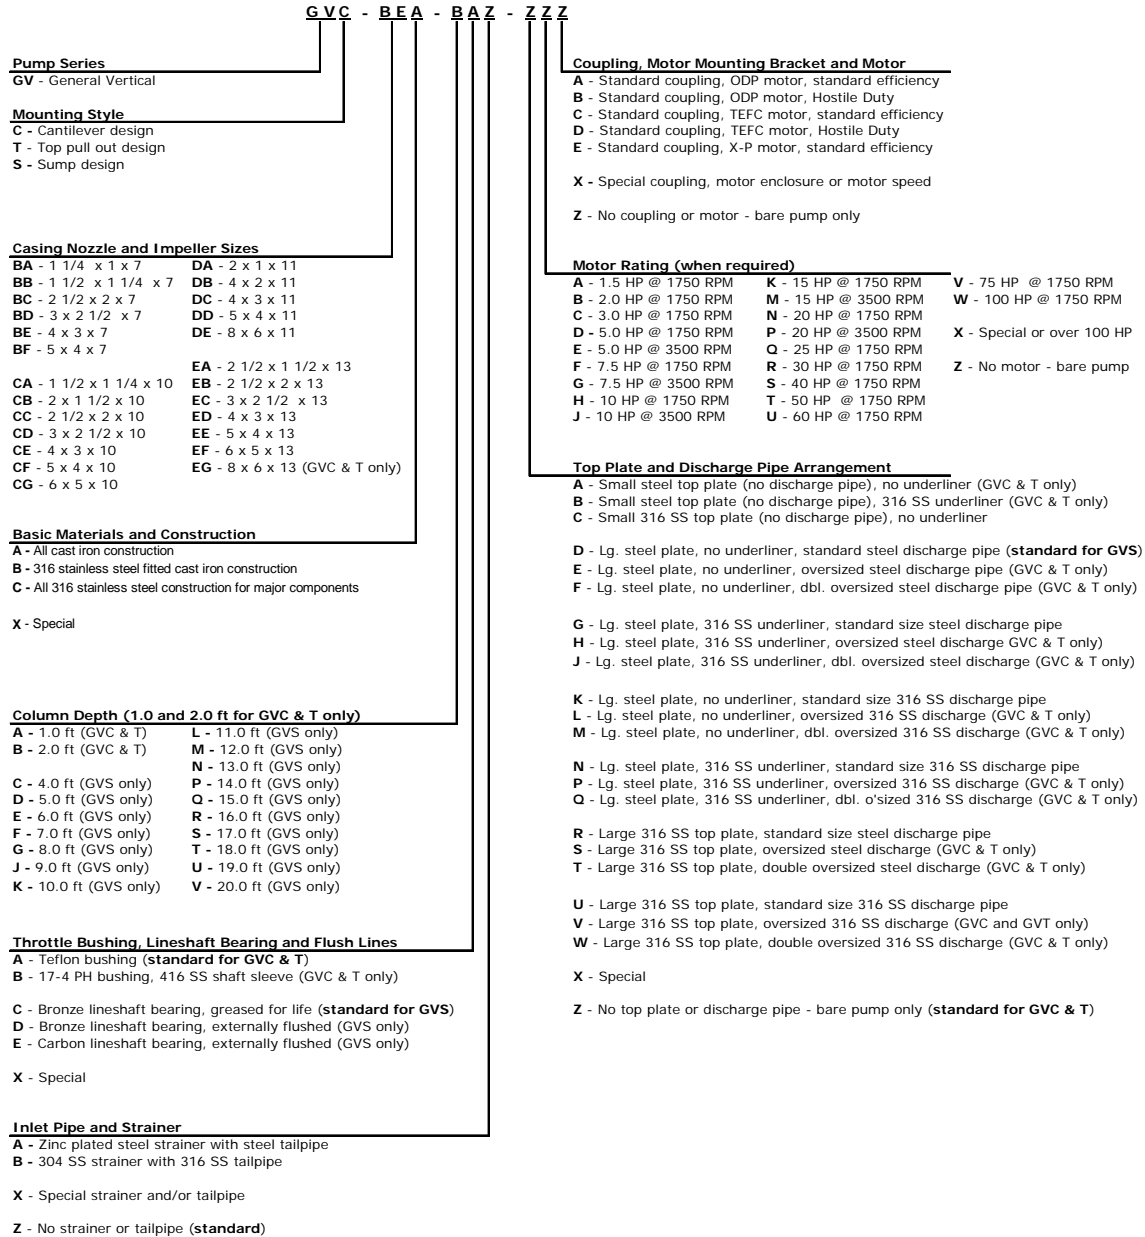 GVC - BEA - BAZ - ZZZ
Pump Series
GV - General Vertical
Mounting Style
C - Cantilever design
T - Top pull out design
S - Sump design
Casing Nozzle and Impeller Sizes
BA - 1 1/4 x 1 x 7 DA - 2 x 1 x 11
BB - 1 1/2 x 1 1/4 x 7 DB - 4 x 2 x 11
BC - 2 1/2 x 2 x 7 DC - 4 x 3 x 11
BD - 3 x 2 1/2 x 7 DD - 5 x 4 x 11
BE - 4 x 3 x 7 DE - 8 x 6 x 11
BF - 5 x 4 x 7
EA - 2 1/2 x 1 1/2 x 13
CA - 1 1/2 x 1 1/4 x 10 EB - 2 1/2 x 2 x 13
CB - 2 x 1 1/2 x 10 EC - 3 x 2 1/2 x 13
CC - 2 1/2 x 2 x 10 ED - 4 x 3 x 13
CD - 3 x 2 1/2 x 10 EE - 5 x 4 x 13
CE - 4 x 3 x 10 EF - 6 x 5 x 13
CF - 5 x 4 x 10 EG - 8 x 6 x 13 (GVC & T only)
CG - 6 x 5 x 10
Basic Materials and Construction
A - All cast iron construction
B - 316 stainless steel fitted cast iron construction
C - All 316 stainless steel construction for major components
X - Special
Column Depth (1.0 and 2.0 ft for GVC & T only)
A - 1.0 ft (GVC & T) L - 11.0 ft (GVS only)
B - 2.0 ft (GVC & T) M - 12.0 ft (GVS only)
N - 13.0 ft (GVS only)
C - 4.0 ft (GVS only) P - 14.0 ft (GVS only)
D - 5.0 ft (GVS only) Q - 15.0 ft (GVS only)
E - 6.0 ft (GVS only) R - 16.0 ft (GVS only)
F - 7.0 ft (GVS only) S - 17.0 ft (GVS only)
G - 8.0 ft (GVS only) T - 18.0 ft (GVS only)
J - 9.0 ft (GVS only) U - 19.0 ft (GVS only)
K - 10.0 ft (GVS only) V - 20.0 ft (GVS only)
Throttle Bushing, Lineshaft Bearing and Flush Lines
A - Teflon bushing (standard for GVC & T)
B - 17-4 PH bushing, 416 SS shaft sleeve (GVC & T only)
C - Bronze lineshaft bearing, greased for life (standard for GVS)
D - Bronze lineshaft bearing, externally flushed (GVS only)
E - Carbon lineshaft bearing, externally flushed (GVS only)
X - Special
Inlet Pipe and Strainer
A - Zinc plated steel strainer with steel tailpipe
B - 304 SS strainer with 316 SS tailpipe
X - Special strainer and/or tailpipe
Z - No strainer or tailpipe (standard)
Coupling, Motor Mounting Bracket and Motor
A - Standard coupling, ODP motor, standard efficiency
B - Standard coupling, ODP motor, Hostile Duty
C - Standard coupling, TEFC motor, standard efficiency
D - Standard coupling, TEFC motor, Hostile Duty
E - Standard coupling, X-P motor, standard efficiency
X - Special coupling, motor enclosure or motor speed
Z - No coupling or motor - bare pump only
Motor Rating (when required)
A - 1.5 HP @ 1750 RPM K - 15 HP @ 1750 RPM V - 75 HP @ 1750 RPM
B - 2.0 HP @ 1750 RPM M - 15 HP @ 3500 RPM W - 100 HP @ 1750 RPM
C - 3.0 HP @ 1750 RPM N - 20 HP @ 1750 RPM
D - 5.0 HP @ 1750 RPM P - 20 HP @ 3500 RPM X - Special or over 100 HP
E - 5.0 HP @ 3500 RPM Q - 25 HP @ 1750 RPM
F - 7.5 HP @ 1750 RPM R - 30 HP @ 1750 RPM Z - No motor - bare pump
G - 7.5 HP @ 3500 RPM S - 40 HP @ 1750 RPM
H - 10 HP @ 1750 RPM T - 50 HP @ 1750 RPM
J - 10 HP @ 3500 RPM U - 60 HP @ 1750 RPM
Top Plate and Discharge Pipe Arrangement
A - Small steel top plate (no discharge pipe), no underliner (GVC & T only)
B - Small steel top plate (no discharge pipe), 316 SS underliner (GVC & T only)
C - Small 316 SS top plate (no discharge pipe), no underliner
D - Lg. steel plate, no underliner, standard steel discharge pipe (standard for GVS)
E - Lg. steel plate, no underliner, oversized steel discharge pipe (GVC & T only)
F - Lg. steel plate, no underliner, dbl. oversized steel discharge pipe (GVC & T only)
G - Lg. steel plate, 316 SS underliner, standard size steel discharge pipe
H - Lg. steel plate, 316 SS underliner, oversized steel discharge GVC & T only)
J - Lg. steel plate, 316 SS underliner, dbl. oversized steel discharge (GVC & T only)
K - Lg. steel plate, no underliner, standard size 316 SS discharge pipe
L - Lg. steel plate, no underliner, oversized 316 SS discharge (GVC & T only)
M - Lg. steel plate, no underliner, dbl. oversized 316 SS discharge (GVC & T only)
N - Lg. steel plate, 316 SS underliner, standard size 316 SS discharge pipe
P - Lg. steel plate, 316 SS underliner, oversized 316 SS discharge (GVC & T only)
Q - Lg. steel plate, 316 SS underliner, dbl. o'sized 316 SS discharge (GVC & T only)
R - Large 316 SS top plate, standard size steel discharge pipe
S - Large 316 SS top plate, oversized steel discharge (GVC & T only)
T - Large 316 SS top plate, double oversized steel discharge (GVC & T only)
U - Large 316 SS top plate, standard size 316 SS discharge pipe
V - Large 316 SS top plate, oversized 316 SS discharge (GVC and GVT only)
W - Large 316 SS top plate, double oversized 316 SS discharge (GVC & T only)
X - Special
Z - No top plate or discharge pipe - bare pump only (standard for GVC & T)